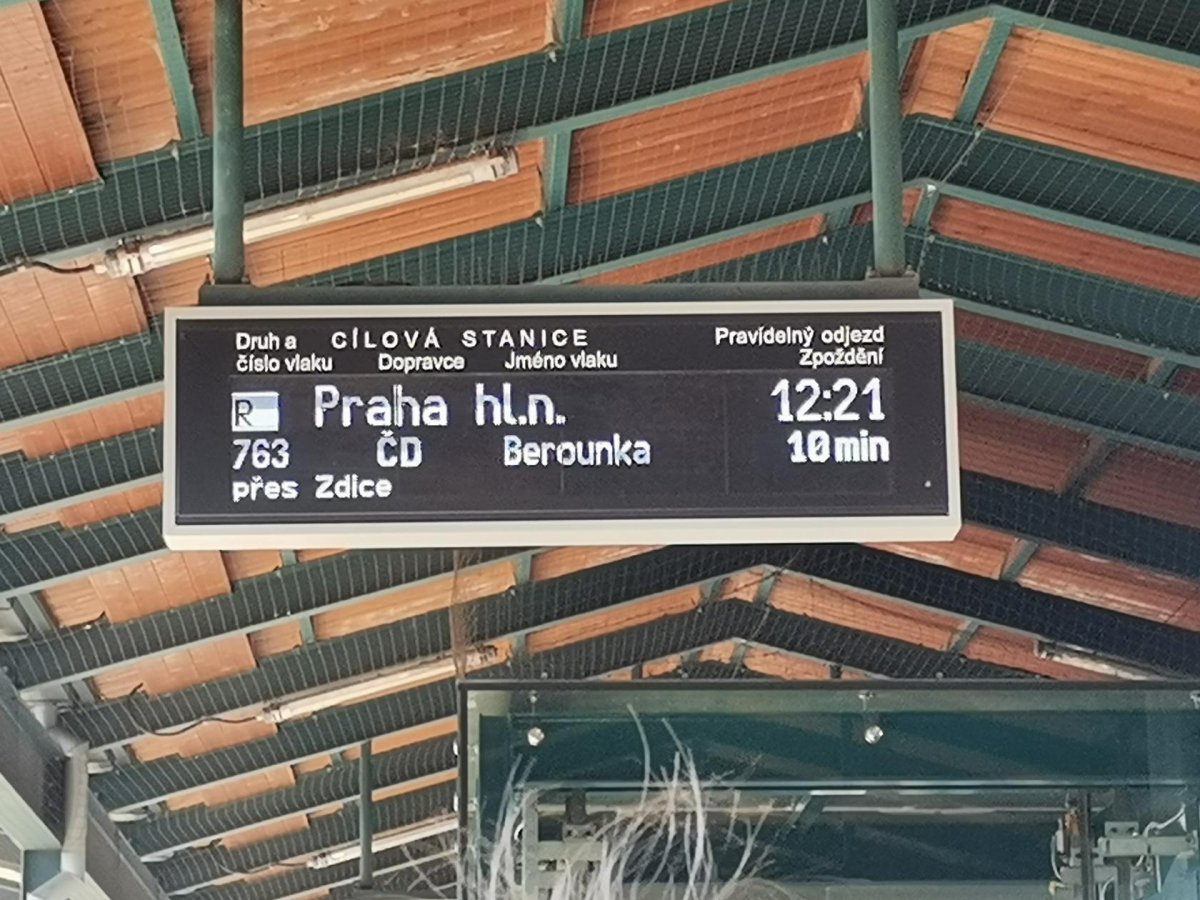 Druh a CÍLOVÁ STANICE Pravidelný odjezd
číslo vlaku Dopravce Jméno vlaku Zpoždění
R Praha hl.n. 12:21
763 ČD Berounka 10 min
přes Zdice